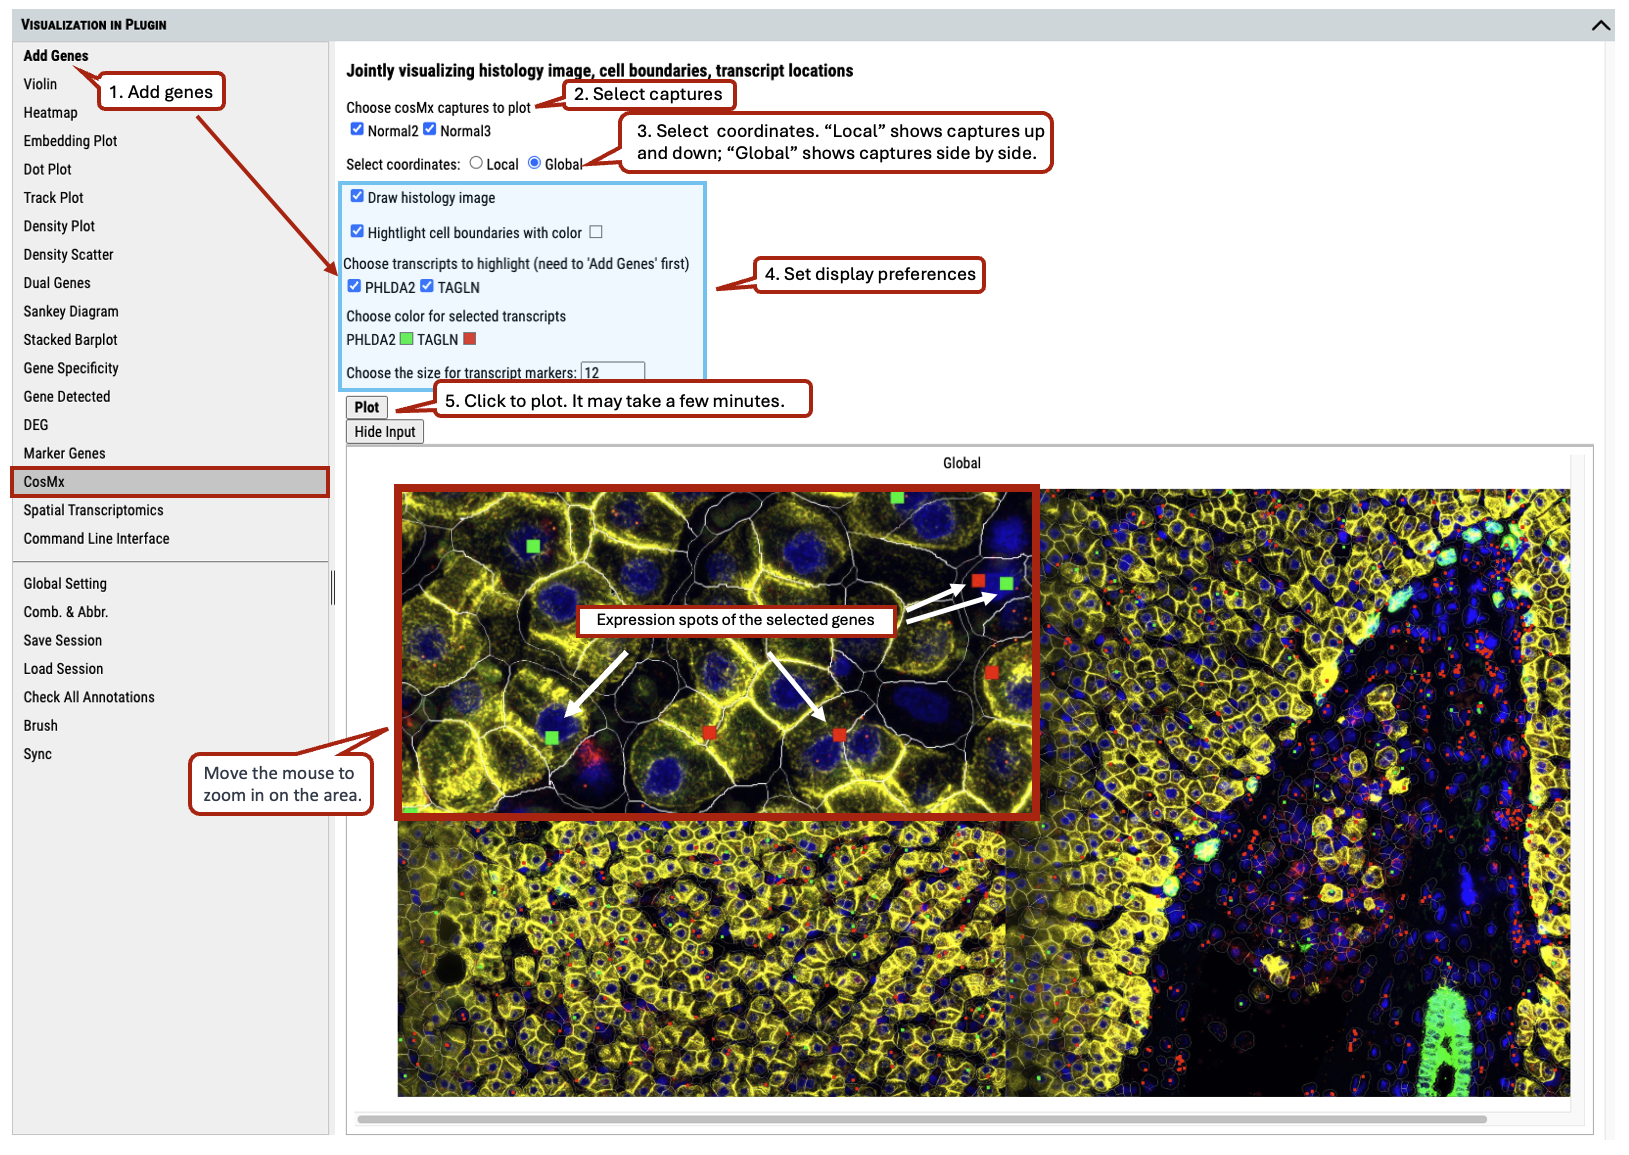 VISUALIZATION IN PLUGIN
Add Genes
Violin
Heatmap
Embedding Plot
Dot Plot
Track Plot
Density Plot
Density Scatter
Dual Genes
Sankey Diagram
Stacked Barplot
Gene Specificity
Gene Detected
DEG
Marker Genes
CosMx
Spatial Transcriptomics
Command Line Interface
Global Setting
Comb. & Abbr.
Save Session
Load Session
Check All Annotations
Brush
Sync
1. Add genes
Jointly visualizing histology image, cell boundaries, transcript locations
Choose cosMx captures to plot
2. Select captures
Normal2 Normal3
3. Select coordinates. “Local” shows captures up
and down; “Global” shows captures side by side.
Select coordinates: Local Global
Draw histology image
Hightlight cell boundaries with color
Choose transcripts to highlight (need to 'Add Genes' first)
PHLDA2 TAGLN
4. Set display preferences
Choose color for selected transcripts
PHLDA2 TAGLN
Choose the size for transcript markers: 12
5. Click to plot. It may take a few minutes.
Plot
Hide Input
Global
Expression spots of the selected genes
Move the mouse to
zoom in on the area.